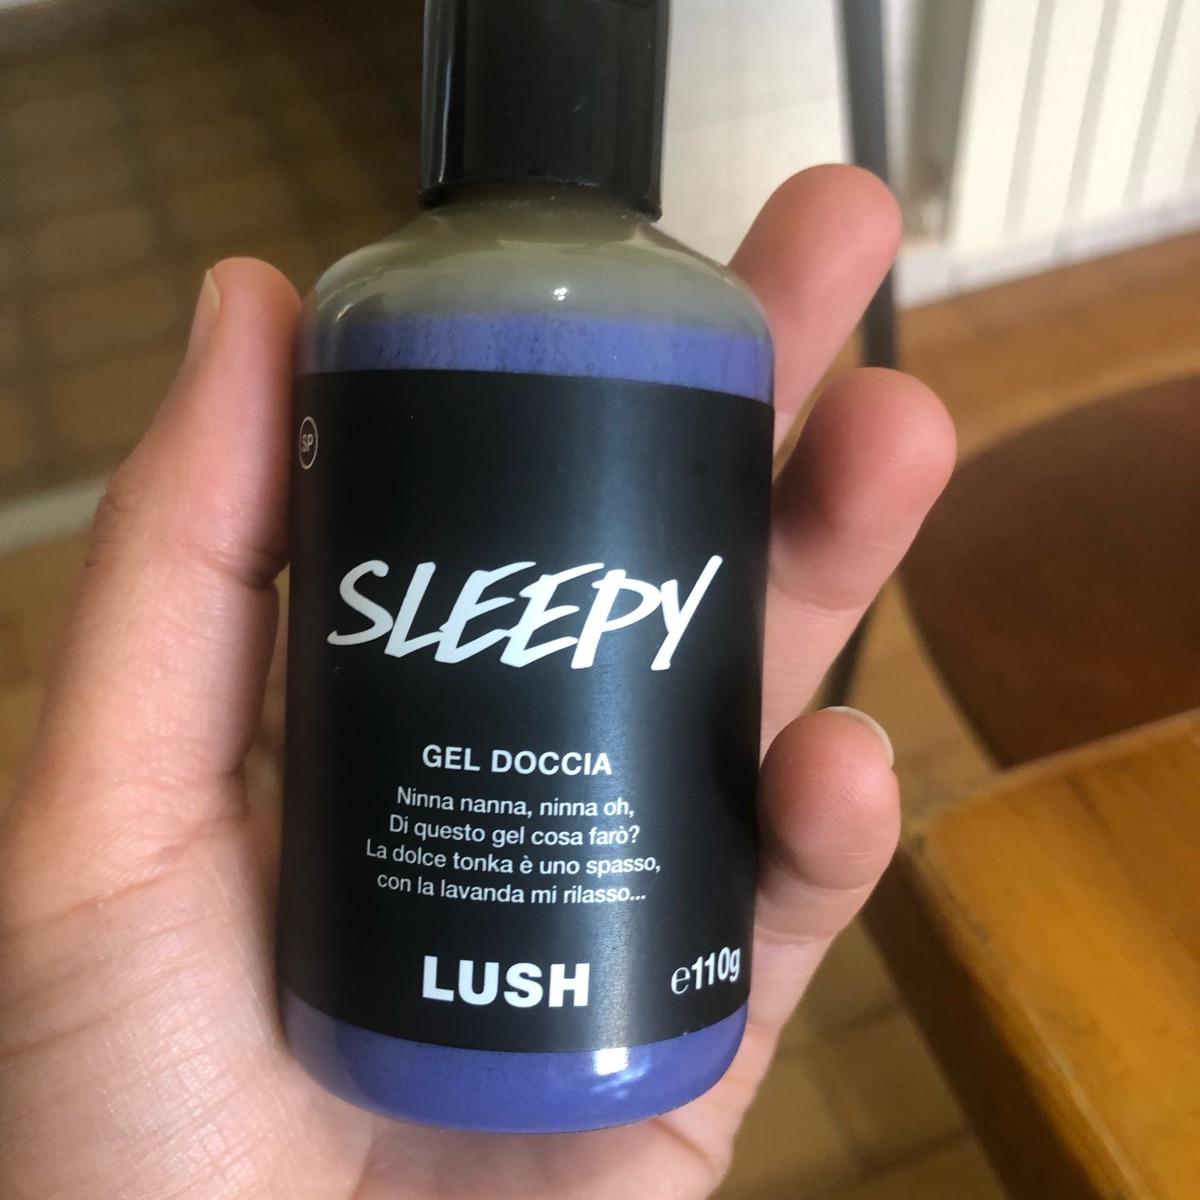 SP
SLEEPY
GEL DOCCIA
Ninna nanna, ninna oh,
Di questo gel cosa farò?
La dolce tonka è uno spasso,
con la lavanda mi rilasso...
LUSH
e110g